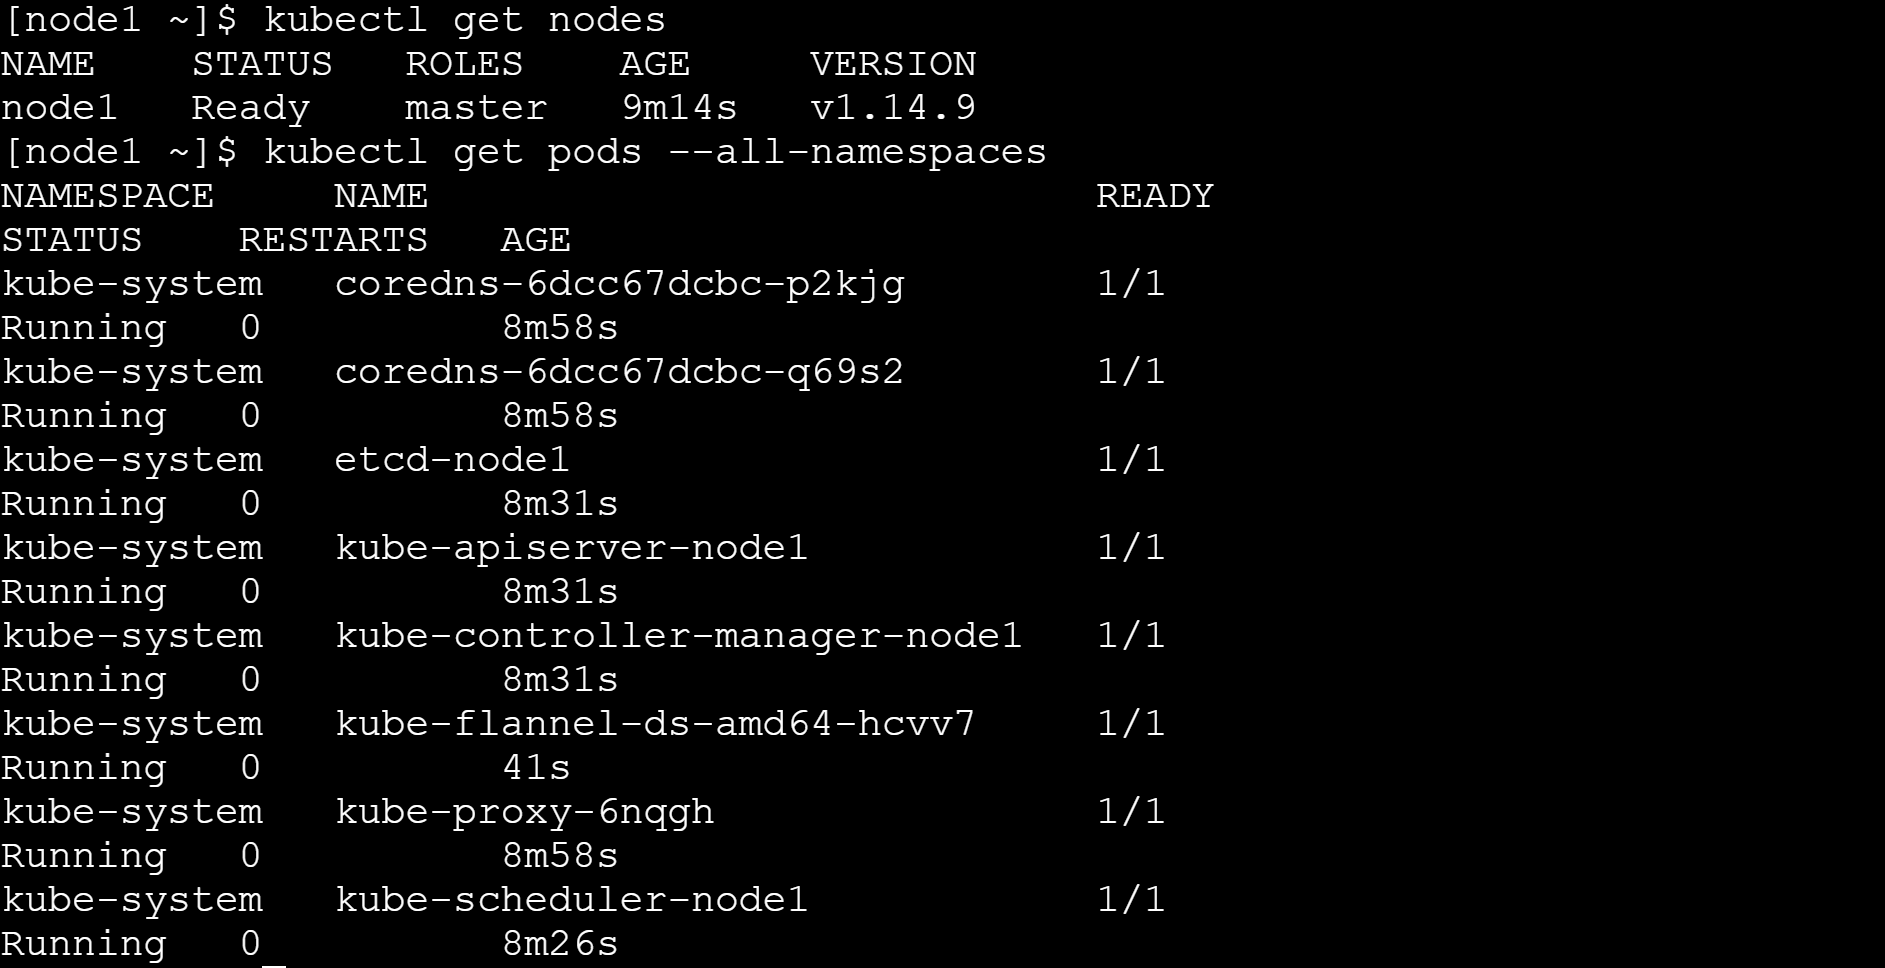 [node1 ~]$ kubectl get nodes
NAME    STATUS   ROLES    AGE     VERSION
node1   Ready    master   9m14s   v1.14.9
[node1 ~]$ kubectl get pods --all-namespaces
NAMESPACE     NAME                            READY
STATUS    RESTARTS   AGE
kube-system   coredns-6dcc67dcbc-p2kjg        1/1
Running   0          8m58s
kube-system   coredns-6dcc67dcbc-q69s2        1/1
Running   0          8m58s
kube-system   etcd-node1                      1/1
Running   0          8m31s
kube-system   kube-apiserver-node1            1/1
Running   0          8m31s
kube-system   kube-controller-manager-node1   1/1
Running   0          8m31s
kube-system   kube-flannel-ds-amd64-hcvv7     1/1
Running   0          41s
kube-system   kube-proxy-6nqgh                1/1
Running   0          8m58s
kube-system   kube-scheduler-node1            1/1
Running   0          8m26s